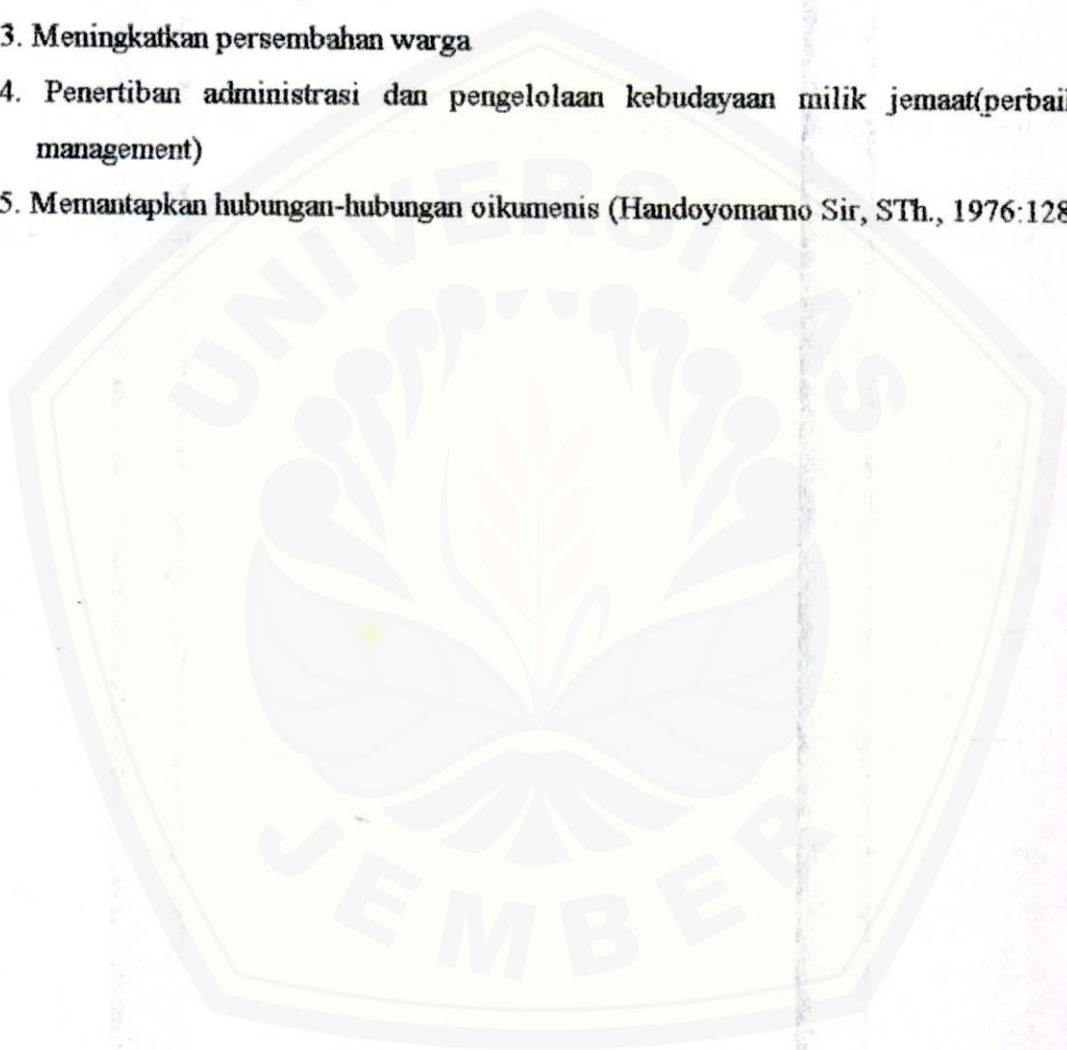 3. Meningkatkan persembahan warga
4. Penertiban administrasi dan pengelolaan kebudayaan milik jemaat(perbai
management)
5. Memantapkan hubungan-hubungan oikumenis (Handoyomarno Sir, STh., 1976:128
UNIVERSITAS
JEMBER